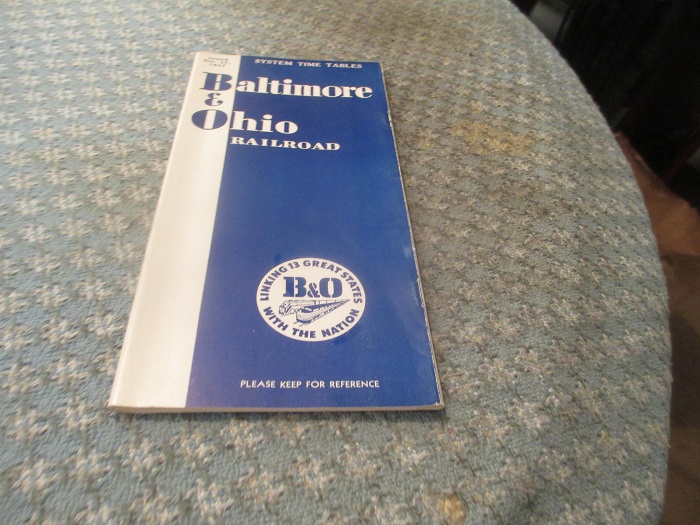 SYSTEM TIME TABLES
Baltimore
&
Ohio
RAILROAD
LINKING 13 GREAT STATES
B&O
WITH THE NATION
PLEASE KEEP FOR REFERENCE